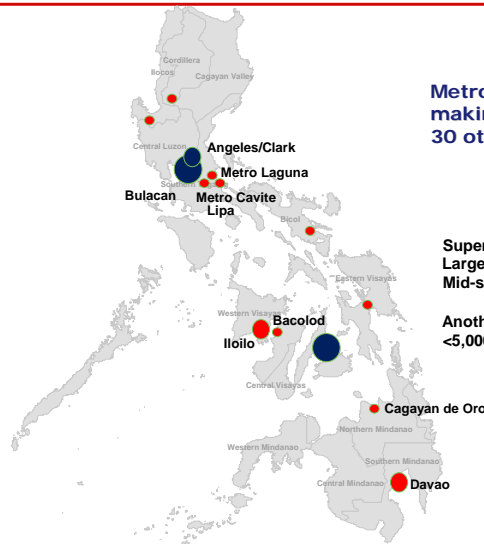 Cordillera
Ilocos
Cagayan Valley
Metro
makin
30 ot
Central Luzon
Angeles/Clark
Metro Laguna
Southern
Bulacan
Metro Cavite
Lipa
Bicol
Super
Large
Mid-s
Eastern Visayas
Western Visayas
Bacolod
Iloilo
Anoth
<5,000
Central Visayas
Cagayan de Oro
Northern Mindanao
Western Mindanao
Southern Mindanao
Central Mindanao
Davao